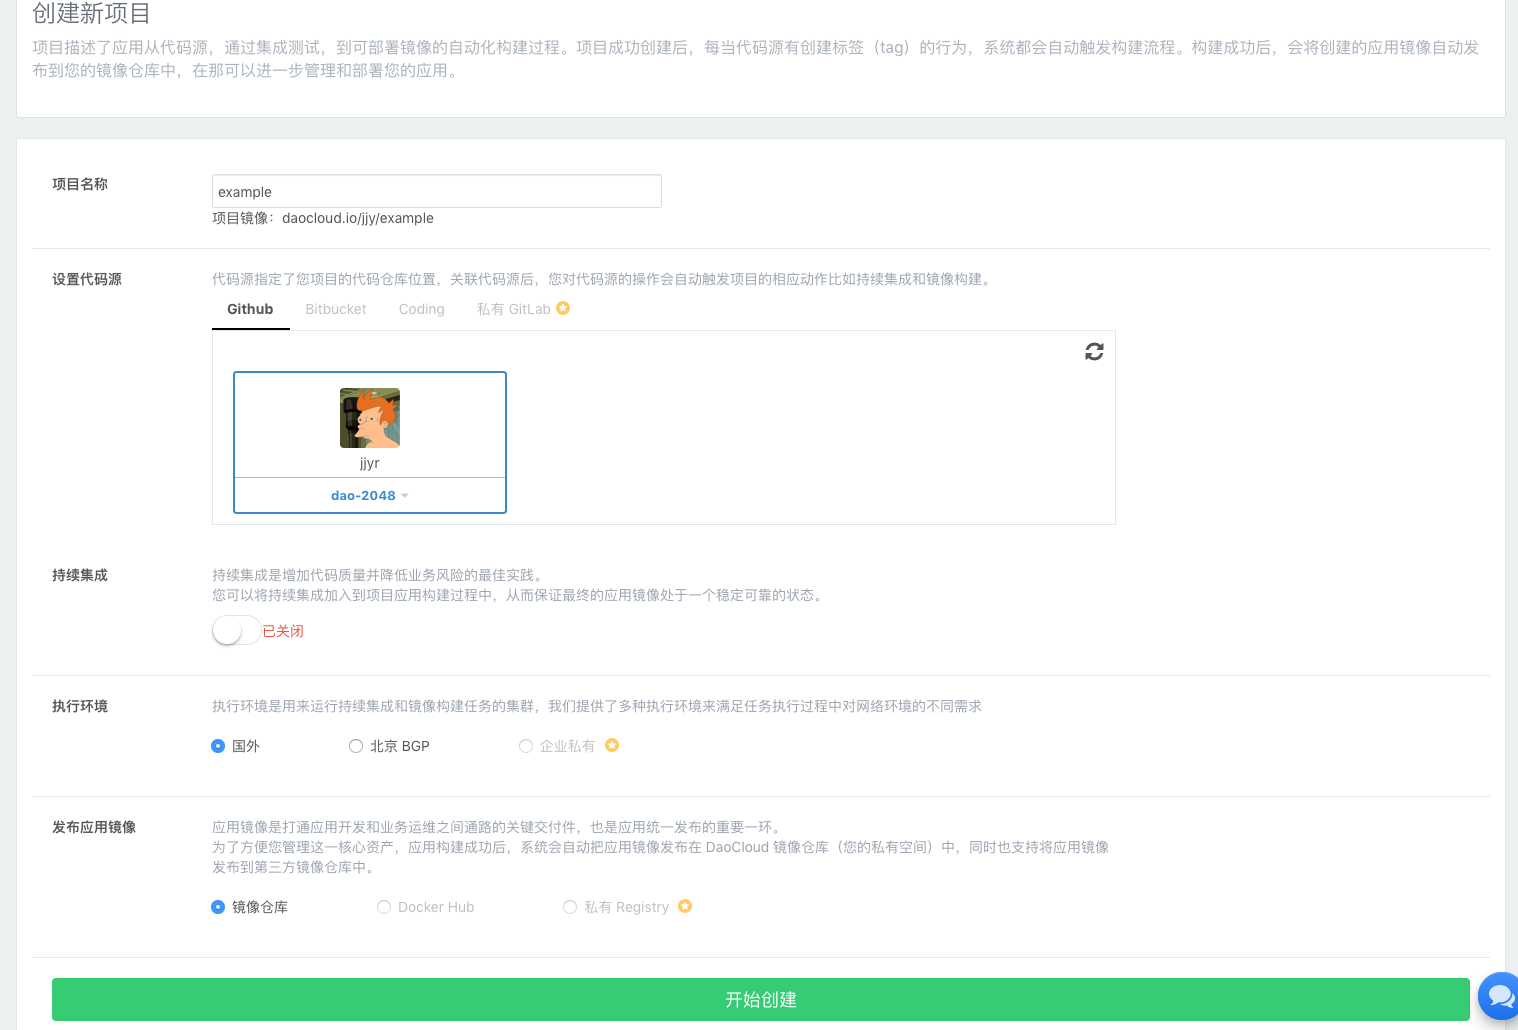 创建新项目
项目描述了应用从代码源，通过集成测试，到可部署镜像的自动化构建过程。项目成功创建后，每当代码源有创建标签（tag）的行为，系统都会自动触发构建流程。构建成功后，会将创建的应用镜像自动发
布到您的镜像仓库中，在那可以进一步管理和部署您的应用。
项目名称
example
项目镜像：daocloud.io/jjy/example
设置代码源
代码源指定了您项目的代码仓库位置，关联代码源后，您对代码源的操作会自动触发项目的相应动作比如持续集成和镜像构建。
Github Bitbucket Coding 私有 GitLab
jjyr
dao-2048
持续集成
持续集成是增加代码质量并降低业务风险的最佳实践。
您可以将持续集成加入到项目应用构建过程中，从而保证最终的应用镜像处于一个稳定可靠的状态。
已关闭
执行环境
执行环境是用来运行持续集成和镜像构建任务的集群，我们提供了多种执行环境来满足任务执行过程中对网络环境的不同需求
国外 北京 BGP 企业私有
发布应用镜像
应用镜像是打通应用开发和业务运维之间通路的关键交付件，也是应用统一发布的重要一环。
为了方便您管理这一核心资产，应用构建成功后，系统会自动把应用镜像发布在 DaoCloud 镜像仓库（您的私有空间）中，同时也支持将应用镜像
发布到第三方镜像仓库中。
镜像仓库 Docker Hub 私有 Registry
开始创建